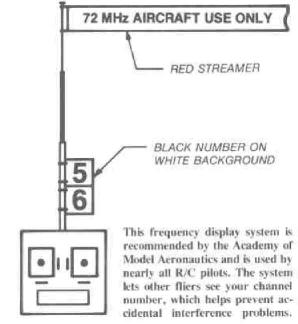 72 MHz AIRCRAFT USE ONLY
RED STREAMER
BLACK NUMBER ON
WHITE BACKGROUND
5
6
This frequency display system is
recommended by the Academy of
Model Aeronautics and is used by
nearly all R/C pilots. The system
lets other fliers see your channel
number, which helps prevent ac-
cidental interference problems.